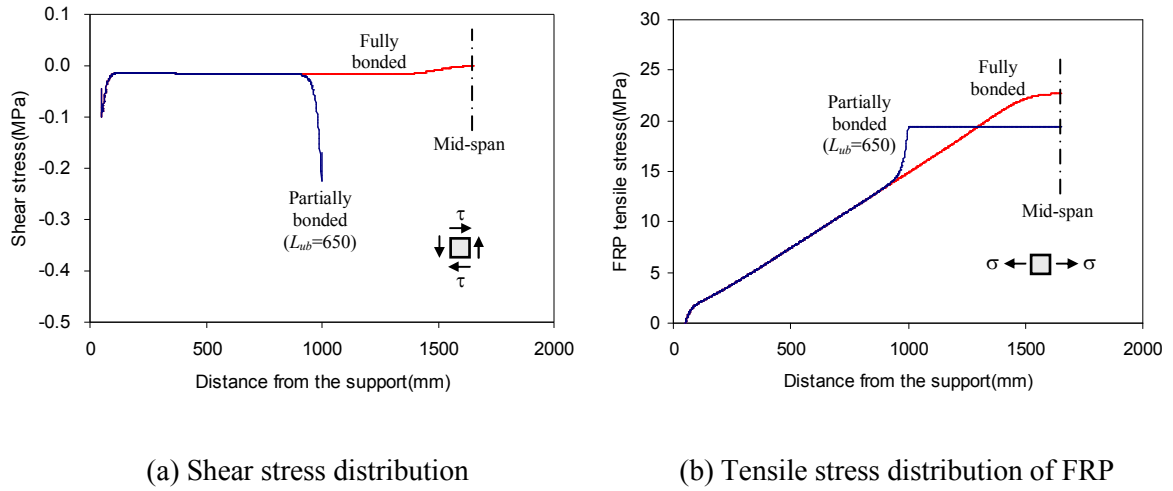 0.1
0.0
-0.1
-0.2
-0.3
-0.4
-0.5
Shear stress(MPa)
Fully
bonded
Mid-span
Partially
bonded
(Lub=650)
τ
τ
0
500
1000
1500
2000
Distance from the support(mm)
(a) Shear stress distribution
30
25
20
15
10
5
0
FRP tensile stress(MPa)
Fully
bonded
Partially
bonded
(Lub=650)
Mid-span
σ
σ
0
500
1000
1500
2000
Distance from the support(mm)
(b) Tensile stress distribution of FRP